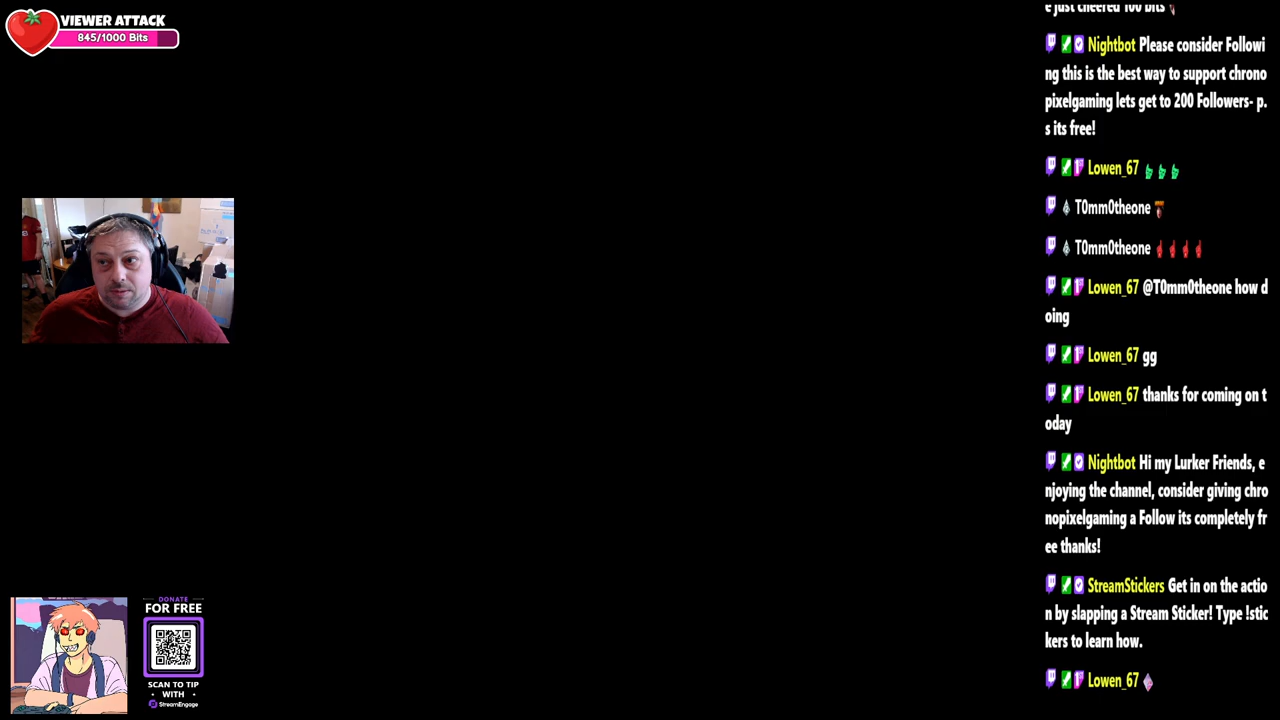 VIEWER ATTACK
845/1000 Bits
DONATE
FOR FREE
SCAN TO TIP
• WITH •
StreamEngage
e just cheered 100 bits
Nightbot Please consider Followi
ng this is the best way to support chrono
pixelgaming lets get to 200 Followers- p.
s its free!
Lowen_67
T0mm0theone
T0mm0theone
Lowen_67 @T0mm0theone how d
oing
Lowen_67 gg
Lowen_67 thanks for coming on t
oday
Nightbot Hi my Lurker Friends, e
njoying the channel, consider giving chro
nopixelgaming a Follow its completely fr
ee thanks!
StreamStickers Get in on the actio
n by slapping a Stream Sticker! Type !stic
kers to learn how.
Lowen_67